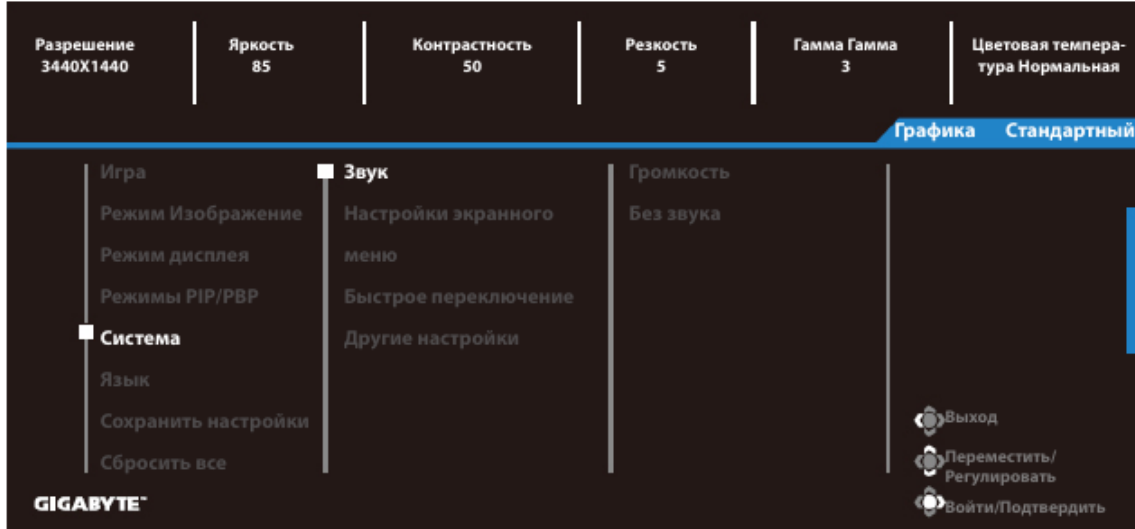 Разрешение
3440X1440
Яркость
85
Контрастность
50
Резкость
5
Гамма Гамма
3
Цветовая темпера-
тура Нормальная
Графика Стандартный
Игра
Режим Изображение
Режим дисплея
Режимы PIP/PBP
Система
Язык
Сохранить настройки
Сбросить все
Звук
Настройки экранного
меню
Быстрое переключение
Другие настройки
Громкость
Без звука
Выход
Переместить/
Регулировать
Войти/Подтвердить
GIGABYTE™